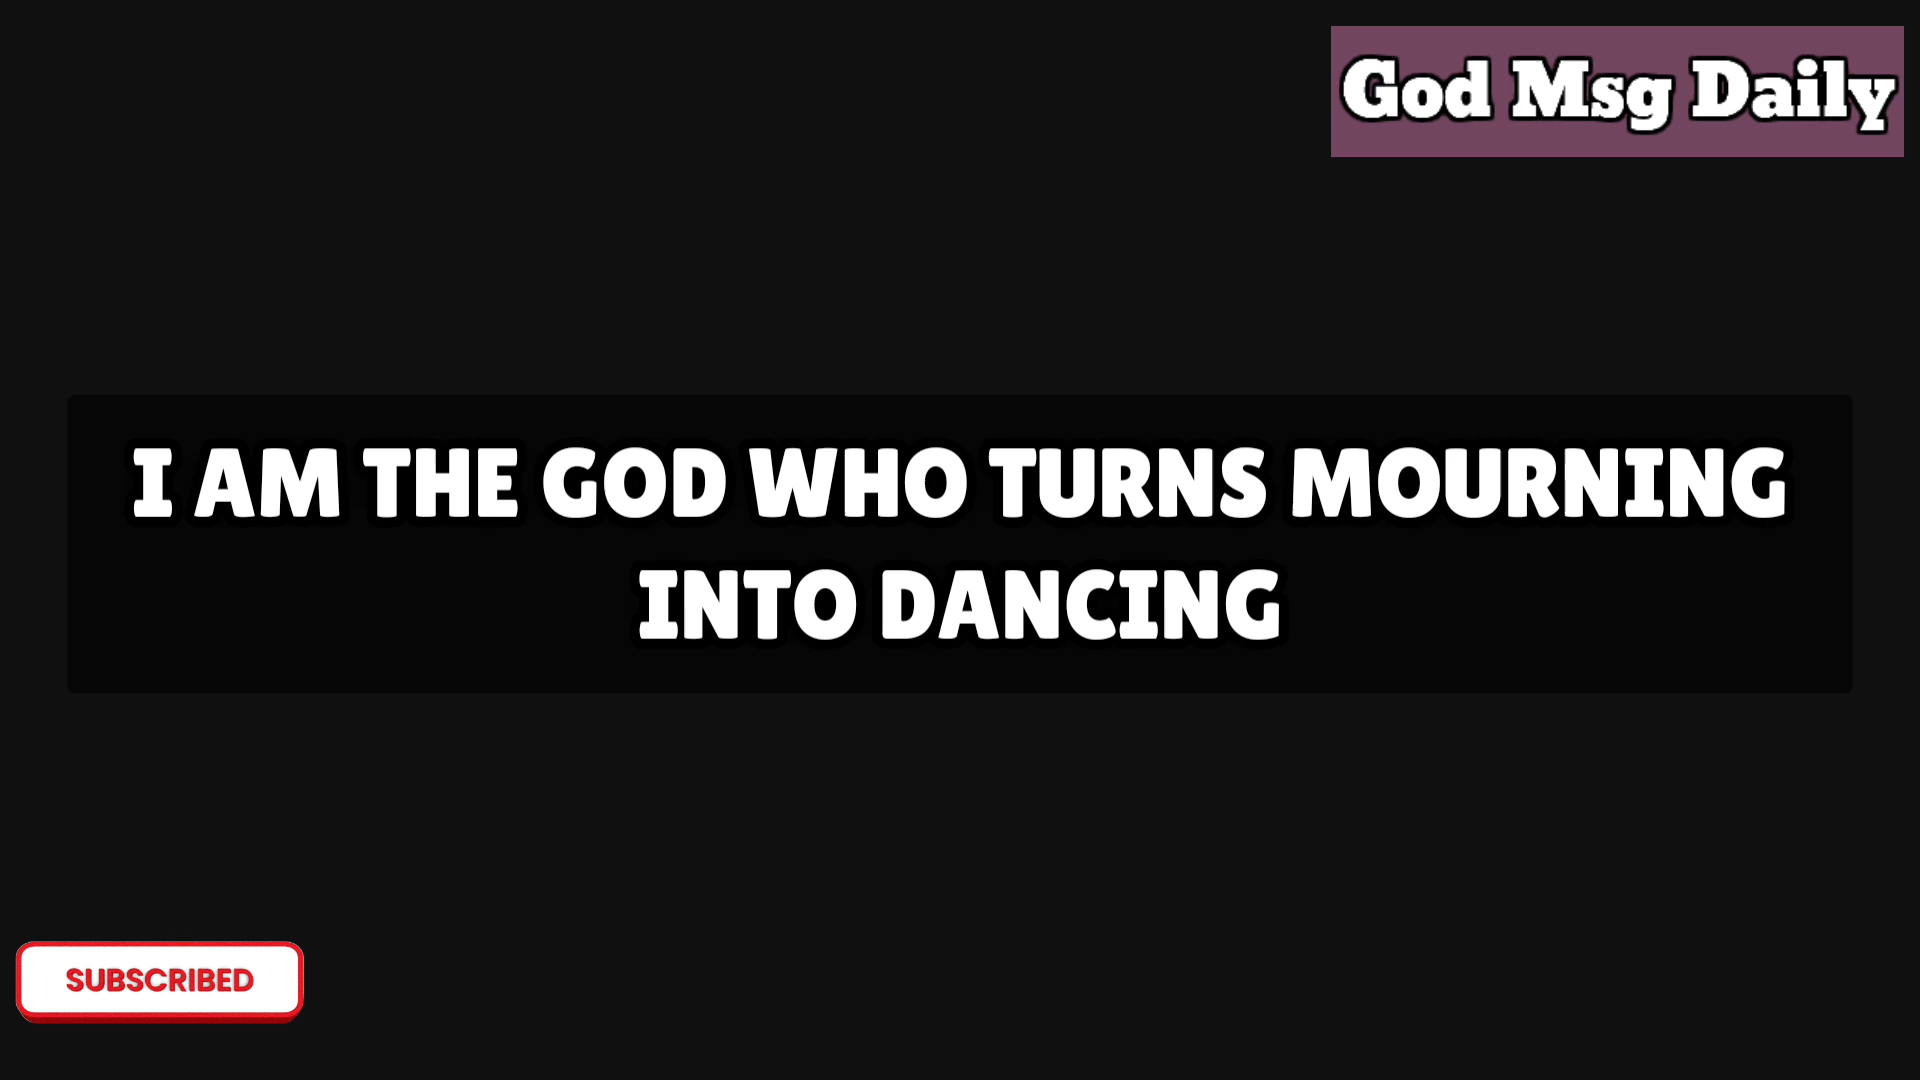 God Msg Daily
I AM THE GOD WHO TURNS MOURNING
INTO DANCING
SUBSCRIBED